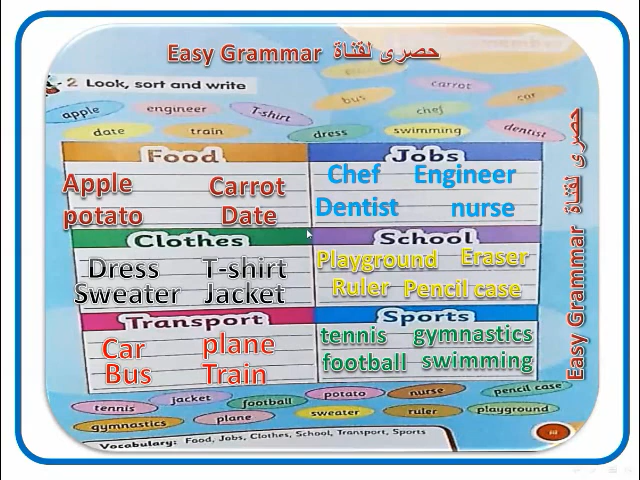 Easy Grammar حصرى لقناة
2 Look, sort and write
carrot
bus
car
apple
engineer
T-shirt
chef
date
train
dress
swimming
dentist
Food
Jobs
Apple Carrot
potato Date
Chef Engineer
Dentist nurse
Clothes
School
Dress T-shirt
Sweater Jacket
Playground Eraser
Ruler Pencil case
Transport
Sports
Car plane
Bus Train
tennis gymnastics
football swimming
tennis
jacket
football
potato
nurse
pencil case
gymnastics
plane
sweater
ruler
playground
Vocabulary: Food, Jobs, Clothes, School, Transport, Sports
Easy Grammar حصرى لقناة